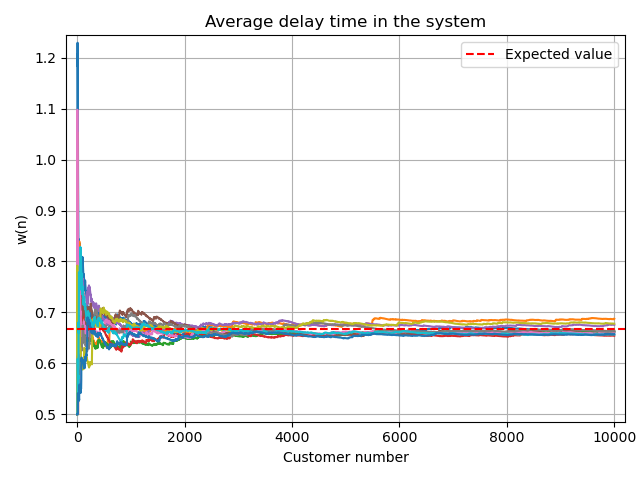 Average delay time in the system
Expected value
w(n)
1.2
1.1
1.0
0.9
0.8
0.7
0.6
0.5
0 2000 4000 6000 8000 10000
Customer number